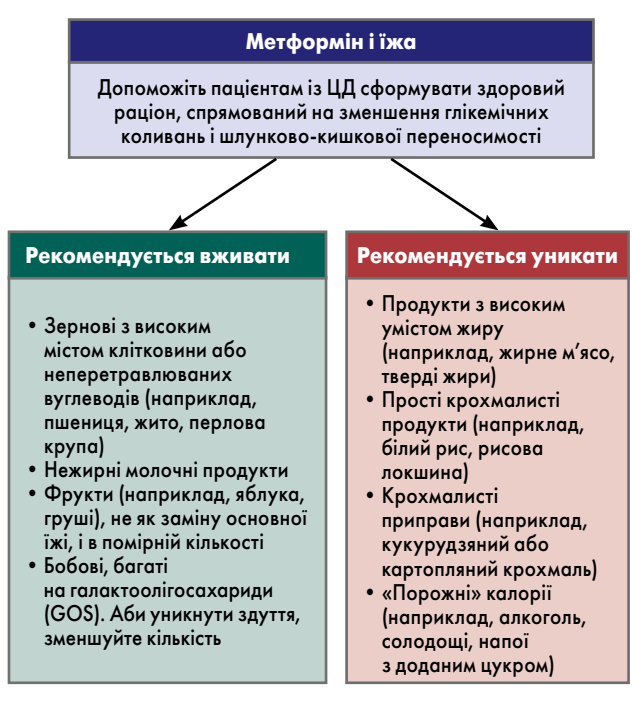 Метформін і їжа
Допоможіть пацієнтам із ЦД сформувати здоровий
раціон, спрямований на зменшення глікемічних
коливань і шлунково-кишкової переносимості
Рекомендується вживати
• Зернові з високим
містом клітковини або
неперетравлюваних
вуглеводів (наприклад,
пшениця, жито, перлова
крупа)
• Нежирні молочні продукти
• Фрукти (наприклад, яблука,
груші), не як заміну основної
їжі, і в помірній кількості
• Бобові, багаті
на галактоолігосахариди
(GOS). Аби уникнути здуття,
зменшуйте кількість
Рекомендується уникати
• Продукти з високим
умістом жиру
(наприклад, жирне м’ясо,
тверді жири)
• Прості крохмалисті
продукти (наприклад,
білий рис, рисова
локшина)
• Крохмалисті
приправи (наприклад,
кукурудзяний або
картопляний крохмаль)
• «Порожні» калорії
(наприклад, алкоголь,
солодощі, напої
з доданим цукром)